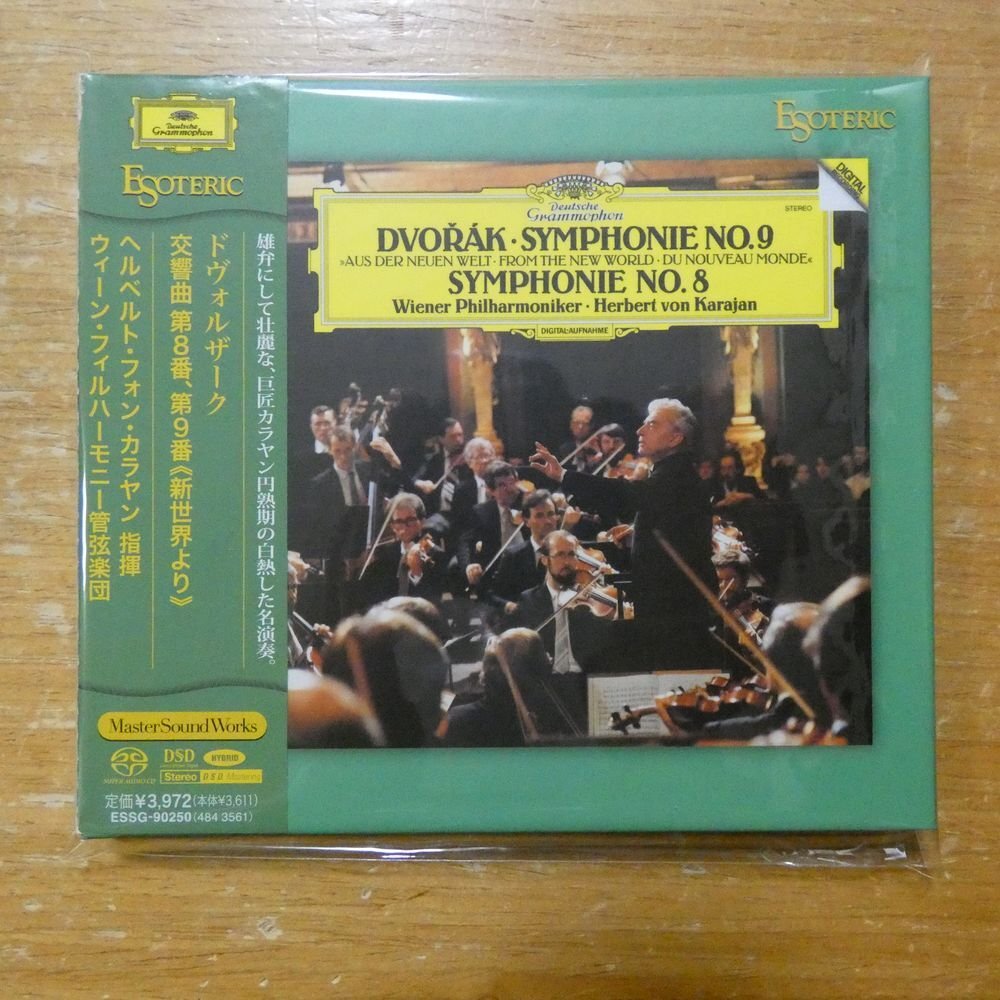 Deutsche
Grammophon
ESOTERIC
ドヴォルザーク
交響曲 第8番、第9番《新世界より》
ヘルベルト・フォン・カラヤン 指揮
ウィーン・フィルハーモニー管弦楽団
雄弁にして壮麗な、巨匠カラヤン円熟期の白熱した名演奏。
MasterSoundWorks
SUPER AUDIO CD
DSD
HYBRID
Stereo DSD Mastering
定価¥3,972(本体¥3,611)
ESSG-90250(484 3561)
ESOTERIC
DIGITAL
STEREO
Deutsche
Grammophon
DVOŘÁK · SYMPHONIE NO. 9
»AUS DER NEUEN WELT · FROM THE NEW WORLD · DU NOUVEAU MONDE«
SYMPHONIE NO. 8
Wiener Philharmoniker · Herbert von Karajan
DIGITAL-AUFNAHME